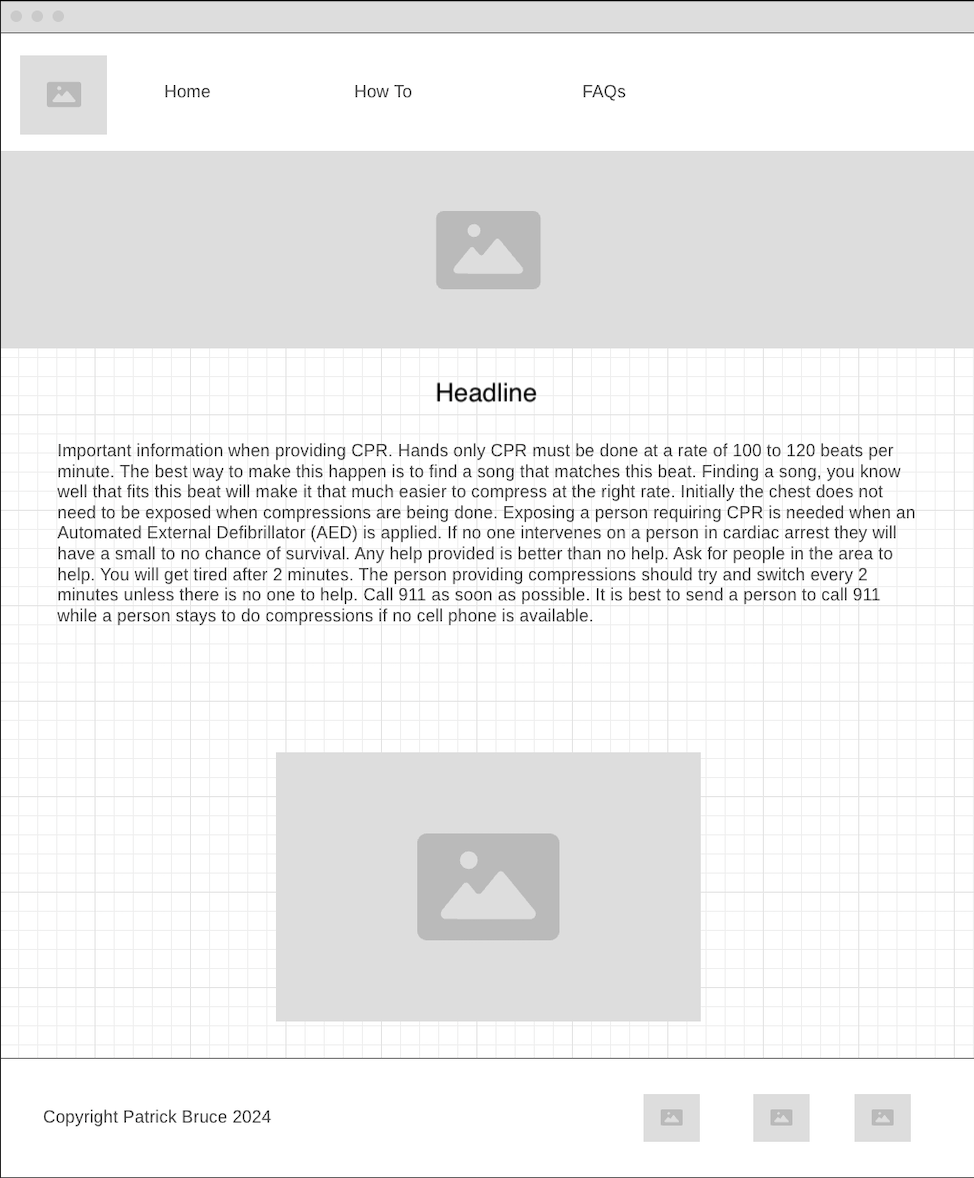 Home How To FAQs
Headline
Important information when providing CPR. Hands only CPR must be done at a rate of 100 to 120 beats per
minute. The best way to make this happen is to find a song that matches this beat. Finding a song, you know
well that fits this beat will make it that much easier to compress at the right rate. Initially the chest does not
need to be exposed when compressions are being done. Exposing a person requiring CPR is needed when an
Automated External Defibrillator (AED) is applied. If no one intervenes on a person in cardiac arrest they will
have a small to no chance of survival. Any help provided is better than no help. Ask for people in the area to
help. You will get tired after 2 minutes. The person providing compressions should try and switch every 2
minutes unless there is no one to help. Call 911 as soon as possible. It is best to send a person to call 911
while a person stays to do compressions if no cell phone is available.
Copyright Patrick Bruce 2024